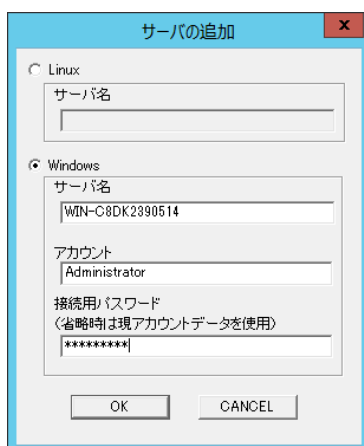 サーバの追加
x
Linux
サーバ名
Windows
サーバ名
WIN-C8DK2390514
アカウント
Administrator
接続用パスワード
(省略時は現アカウントデータを使用)
*********
OK CANCEL